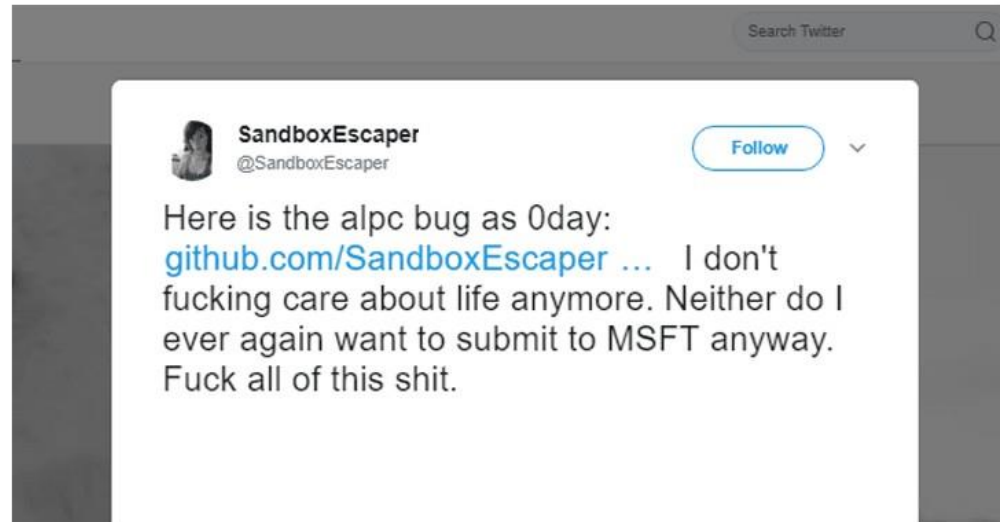 Search Twitter
SandboxEscaper
@SandboxEscaper
Follow
Here is the alpc bug as 0day:
github.com/SandboxEscaper ... I don't
fucking care about life anymore. Neither do I
ever again want to submit to MSFT anyway.
Fuck all of this shit.